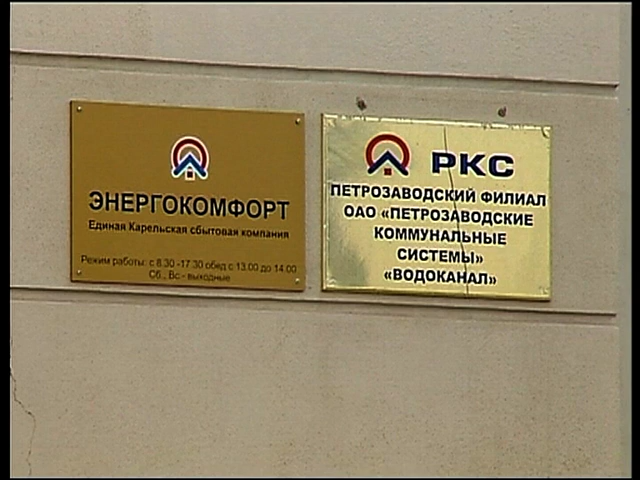 ЭНЕРГОКОМФОРТ
Единая Карельская сбытовая компания
Режим работы: с 8.30 -17.30 обед с 13.00 до 14.00
Сб., Вс.- выходные
РКС
ПЕТРОЗАВОДСКИЙ ФИЛИАЛ
ОАО «ПЕТРОЗАВОДСКИЕ
КОММУНАЛЬНЫЕ
СИСТЕМЫ»
«ВОДОКАНАЛ»